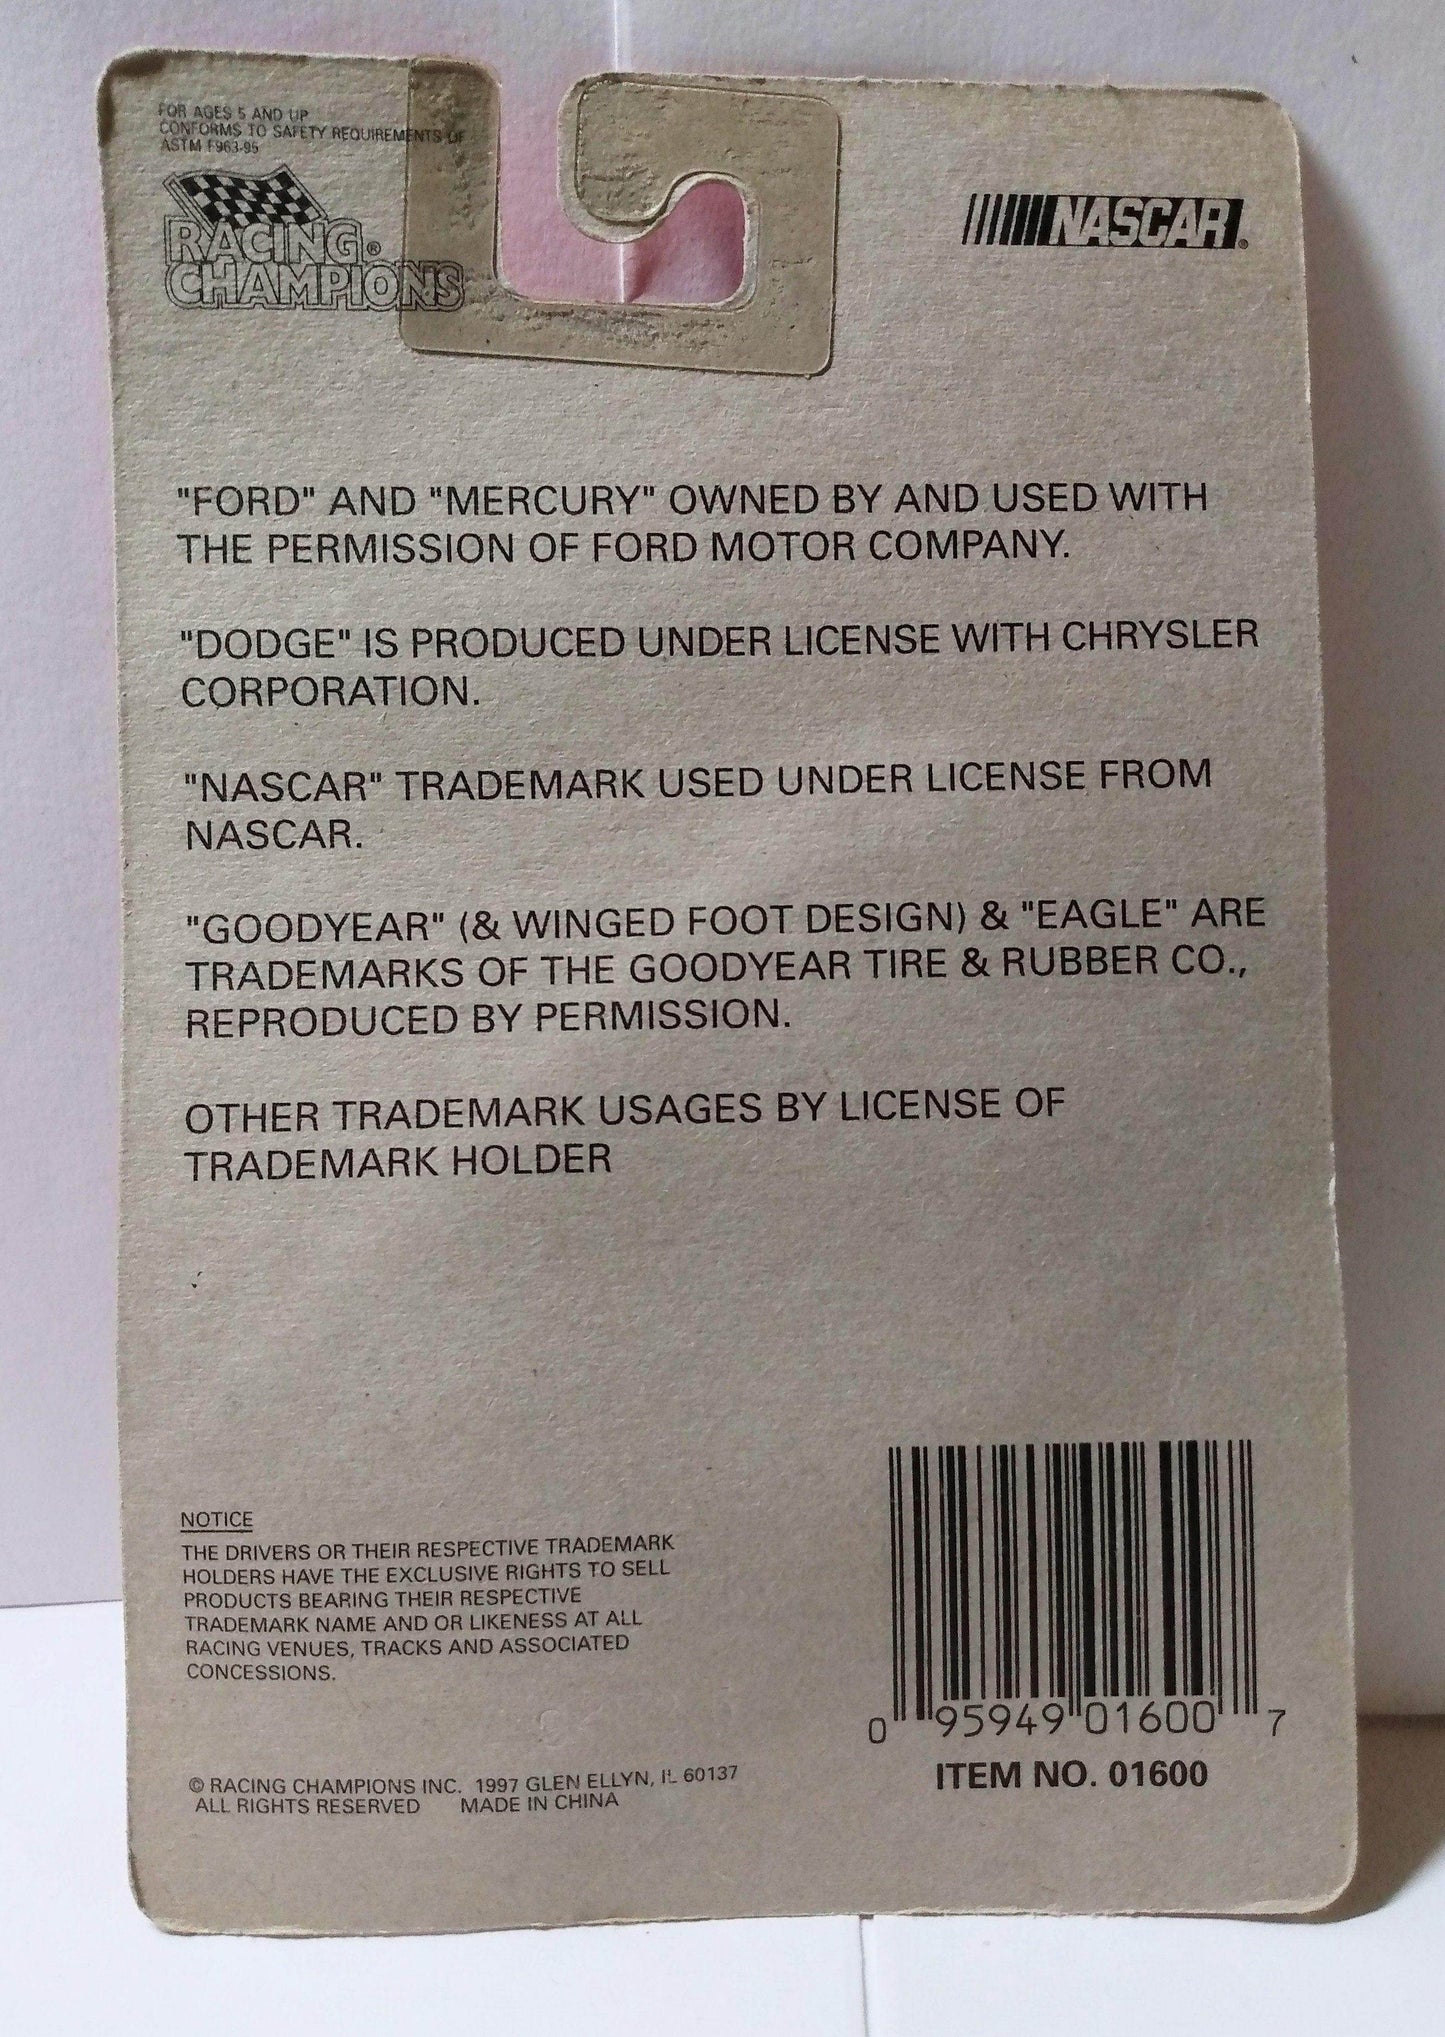 FOR AGES 5 AND UP
CONFORMS TO SAFETY REQUIREMENTS OF
ASTM F963-95
RACING®
CHAMPIONS
NASCAR®
"FORD" AND "MERCURY" OWNED BY AND USED WITH
THE PERMISSION OF FORD MOTOR COMPANY.
"DODGE" IS PRODUCED UNDER LICENSE WITH CHRYSLER
CORPORATION.
"NASCAR" TRADEMARK USED UNDER LICENSE FROM
NASCAR.
"GOODYEAR" (& WINGED FOOT DESIGN) & "EAGLE" ARE
TRADEMARKS OF THE GOODYEAR TIRE & RUBBER CO.,
REPRODUCED BY PERMISSION.
OTHER TRADEMARK USAGES BY LICENSE OF
TRADEMARK HOLDER
NOTICE
THE DRIVERS OR THEIR RESPECTIVE TRADEMARK
HOLDERS HAVE THE EXCLUSIVE RIGHTS TO SELL
PRODUCTS BEARING THEIR RESPECTIVE
TRADEMARK NAME AND OR LIKENESS AT ALL
RACING VENUES, TRACKS AND ASSOCIATED
CONCESSIONS.
© RACING CHAMPIONS INC. 1997 GLEN ELLYN, IL 60137
ALL RIGHTS RESERVED MADE IN CHINA
0 95949 01600 7
ITEM NO. 01600